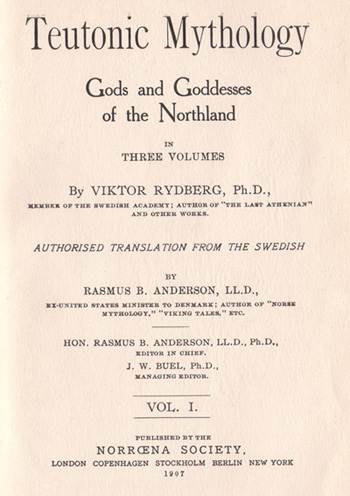 Teutonic Mythology
Gods and Goddesses
of the Northland
IN
THREE VOLUMES
By VIKTOR RYDBERG, Ph.D.,
MEMBER OF THE SWEDISH ACADEMY; AUTHOR OF "THE LAST ATHENIAN"
AND OTHER WORKS.
AUTHORISED TRANSLATION FROM THE SWEDISH
BY
RASMUS B. ANDERSON, LL.D.,
EX-UNITED STATES MINISTER TO DENMARK; AUTHOR OF "NORSE
MYTHOLOGY," "VIKING TALES," ETC.
HON. RASMUS B. ANDERSON, LL.D., Ph.D.,
EDITOR IN CHIEF.
J. W. BUEL, Ph.D.,
MANAGING EDITOR.
VOL. I.
PUBLISHED BY THE
NORRŒNA SOCIETY,
LONDON COPENHAGEN STOCKHOLM BERLIN NEW YORK
1907